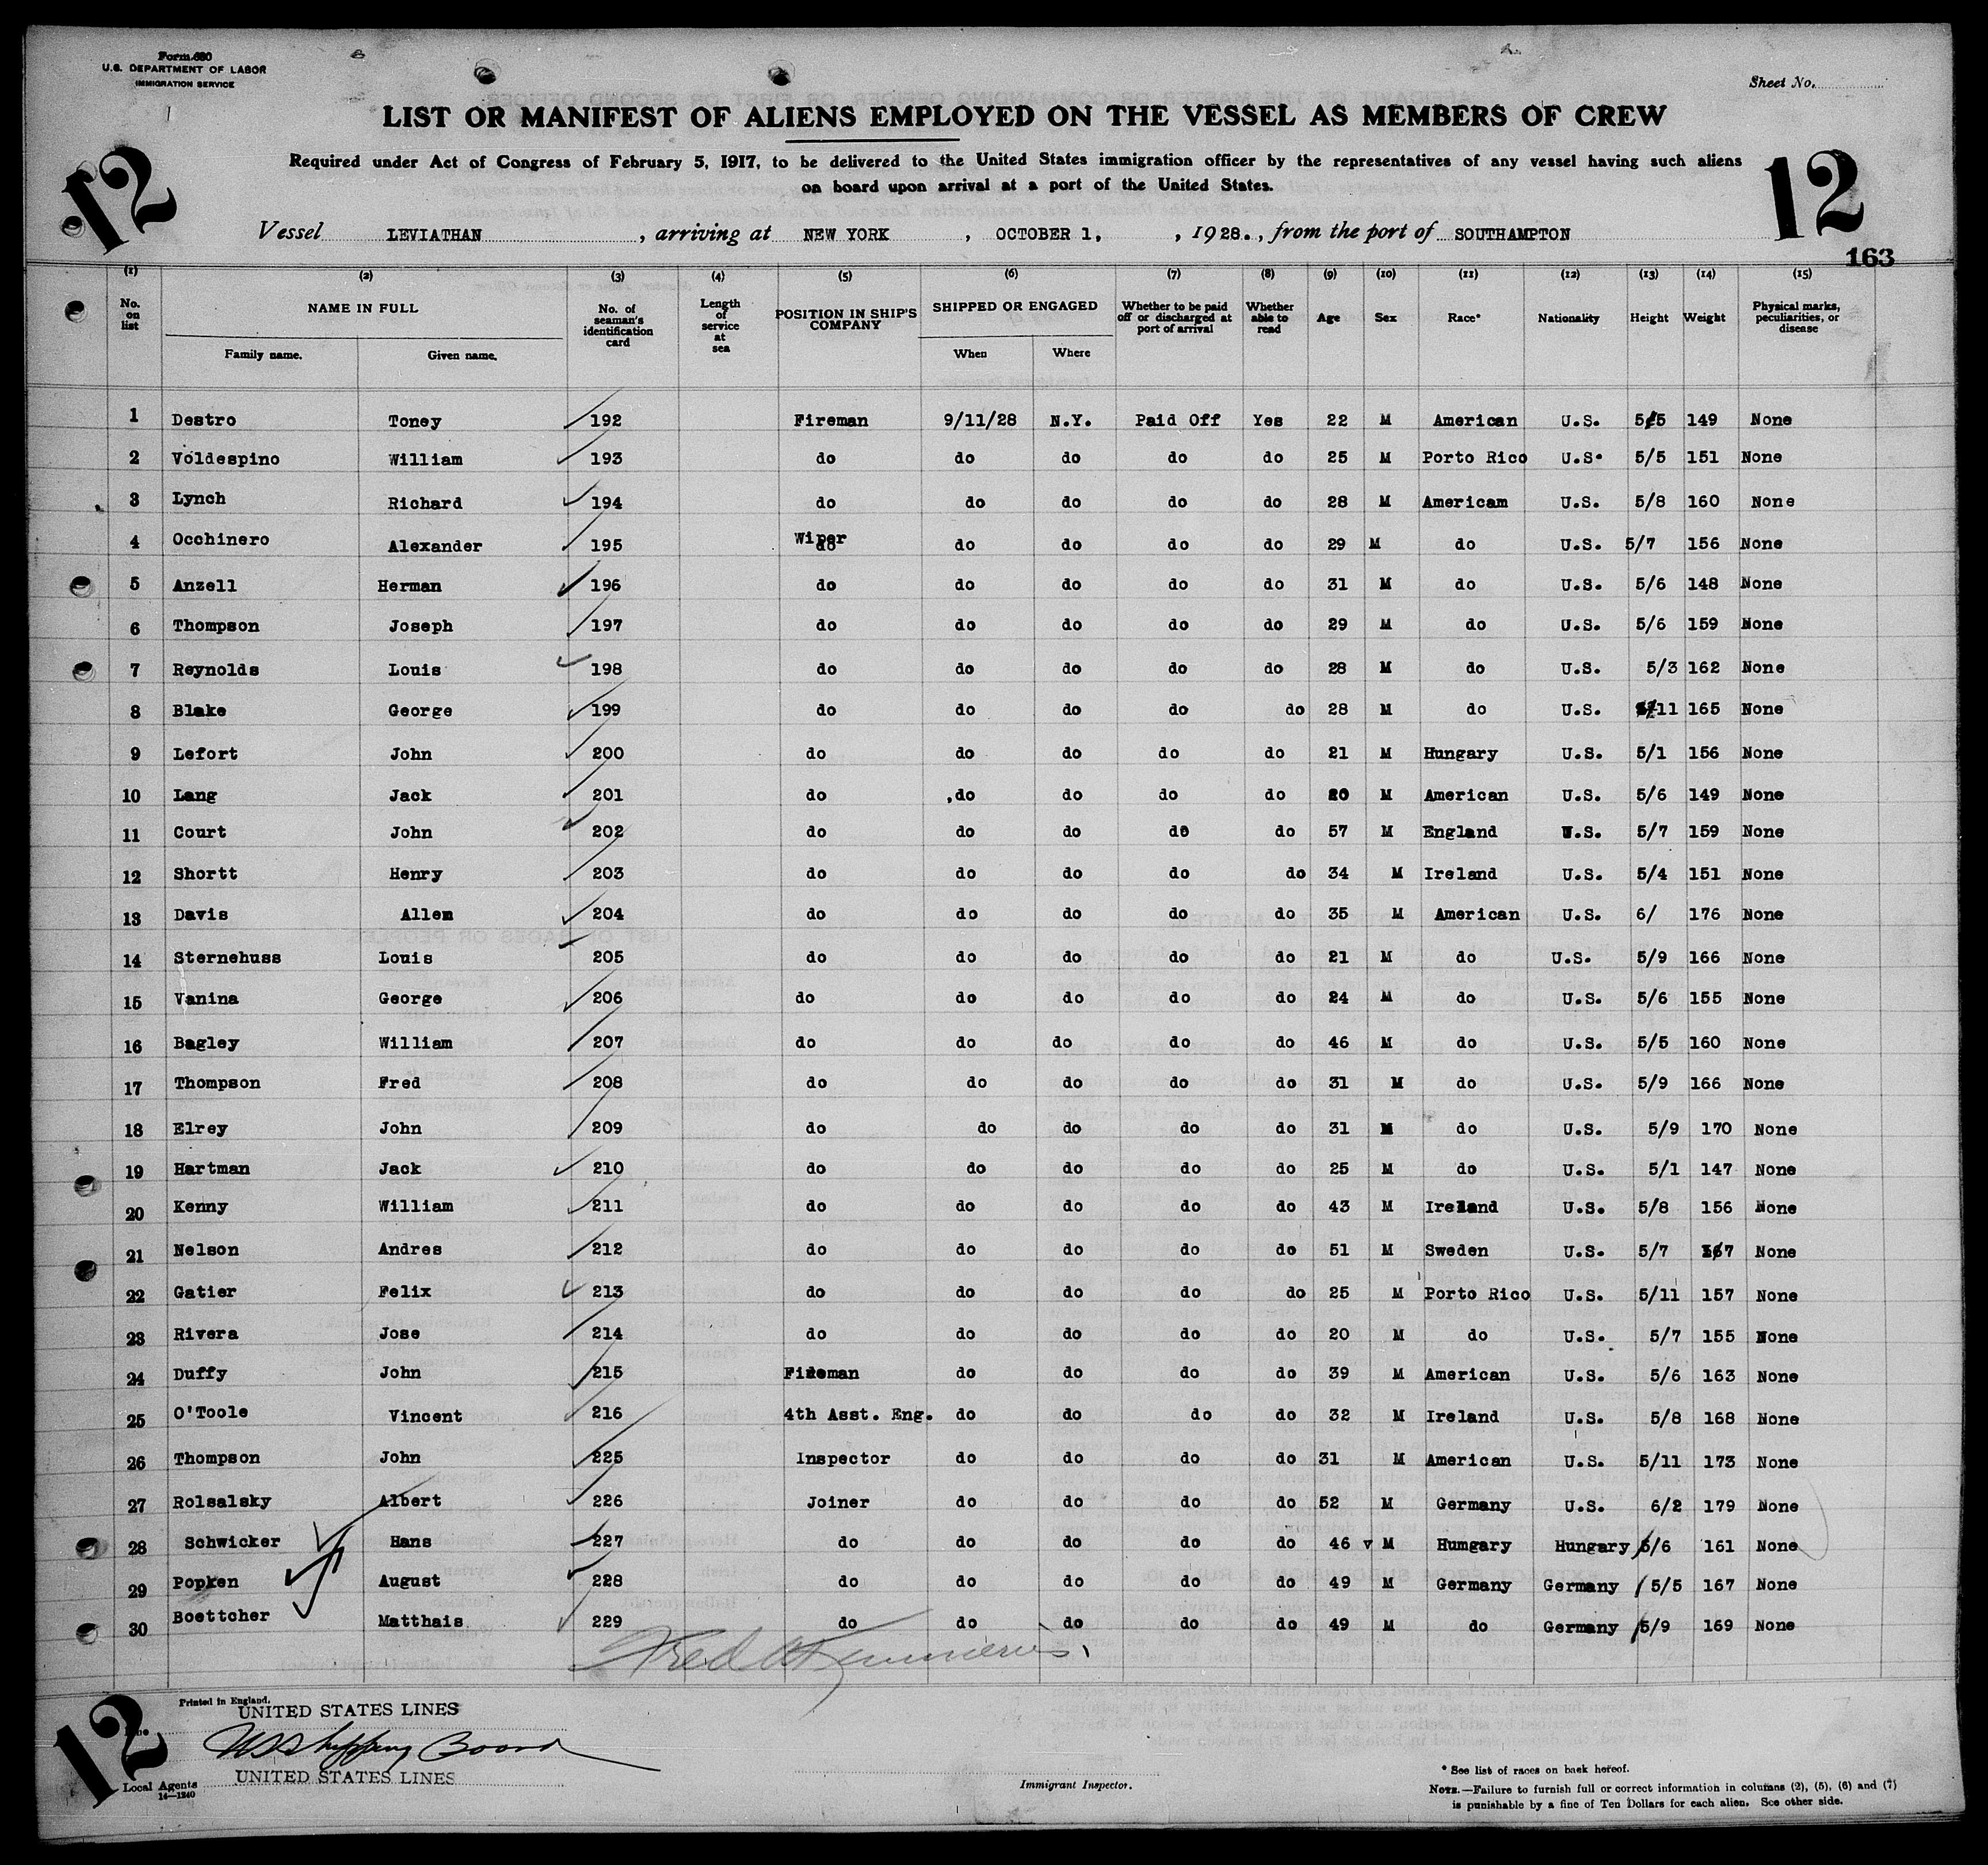 Form 680
U.S. DEPARTMENT OF LABOR
IMMIGRATION SERVICE
Sheet No.
LIST OR MANIFEST OF ALIENS EMPLOYED ON THE VESSEL AS MEMBERS OF CREW
Required under Act of Congress of February 5, 1917, to be delivered to the United States immigration officer by the representatives of any vessel having such aliens
on board upon arrival at a port of the United States.
12
12
Vessel LEVIATHAN, arriving at NEW YORK, OCTOBER 1, , 1928., from the port of SOUTHAMPTON
163
(1) (2) (3) (4) (5) (6) (7) (8) (9) (10) (11) (12) (13) (14) (15)
No. on list NAME IN FULL Family name. Given name. No. of seaman's identification card Length of service at sea POSITION IN SHIP'S COMPANY SHIPPED OR ENGAGED When Where Whether to be paid off or discharged at port of arrival Whether able to read Age Sex Race* Nationality Height Weight Physical marks, peculiarities, or disease
1 Destro Toney 192 Fireman 9/11/28 N.Y. Paid Off Yes 22 M American U.S. 5/5 149 None
2 Voldespino William 193 do do do do do 25 M Porto Rico U.S. 5/5 151 None
3 Lynch Richard 194 do do do do do 28 M Americam U.S. 5/8 160 None
4 Occhinero Alexander 195 Wiper do do do do 29 M do U.S. 5/7 156 None
5 Anzell Herman 196 do do do do do 31 M do U.S. 5/6 148 None
6 Thompson Joseph 197 do do do do do 29 M do U.S. 5/6 159 None
7 Reynolds Louis 198 do do do do do 28 M do U.S. 5/3 162 None
8 Blake George 199 do do do do do 28 M do U.S. 11 165 None
9 Lefort John 200 do do do do do 21 M Hungary U.S. 5/1 156 None
10 Lang Jack 201 do do do do do 20 M American U.S. 5/6 149 None
11 Court John 202 do do do do do 57 M England U.S. 5/7 159 None
12 Shortt Henry 203 do do do do do 34 M Ireland U.S. 5/4 151 None
13 Davis Allen 204 do do do do do 35 M American U.S. 6/ 176 None
14 Sternehuss Louis 205 do do do do do 21 M do U.S. 5/9 166 None
15 Vanina George 206 do do do do do 24 M do U.S. 5/6 155 None
16 Bagley William 207 do do do do do 46 M do U.S. 5/5 160 None
17 Thompson Fred 208 do do do do do 31 M do U.S. 5/9 166 None
18 Elrey John 209 do do do do do 31 M do U.S. 5/9 170 None
19 Hartman Jack 210 do do do do do 25 M do U.S. 5/1 147 None
20 Kenny William 211 do do do do do 43 M Ireland U.S. 5/8 156 None
21 Nelson Andres 212 do do do do do 51 M Sweden U.S. 5/7 167 None
22 Gatier Felix 213 do do do do do 25 M Porto Rico U.S. 5/11 157 None
23 Rivera Jose 214 do do do do do 20 M do U.S. 5/7 155 None
24 Duffy John 215 Fireman do do do do 39 M American U.S. 5/6 163 None
25 O'Toole Vincent 216 4th Asst. Eng. do do do do 32 M Ireland U.S. 5/8 168 None
26 Thompson John 225 Inspector do do do do 31 M American U.S. 5/11 173 None
27 Rolsalsky Albert 226 Joiner do do do do 52 M Germany U.S. 6/2 179 None
28 Schwicker Hans 227 do do do do do 46 M Humgary Hungary 5/6 161 None
29 Popken August 228 do do do do do 49 M Germany Germany 5/5 167 None
30 Boettcher Matthais 229 do do do do do 49 M do Germany 5/9 169 None
12
Printed in England.
UNITED STATES LINES
US Shipping Board
Local Agents UNITED STATES LINES
14—1240
Immigrant Inspector.
* See list of races on back hereof.
NOTE.—Failure to furnish full or correct information in columns (2), (5), (6) and (7)
is punishable by a fine of Ten Dollars for each alien. See other side.